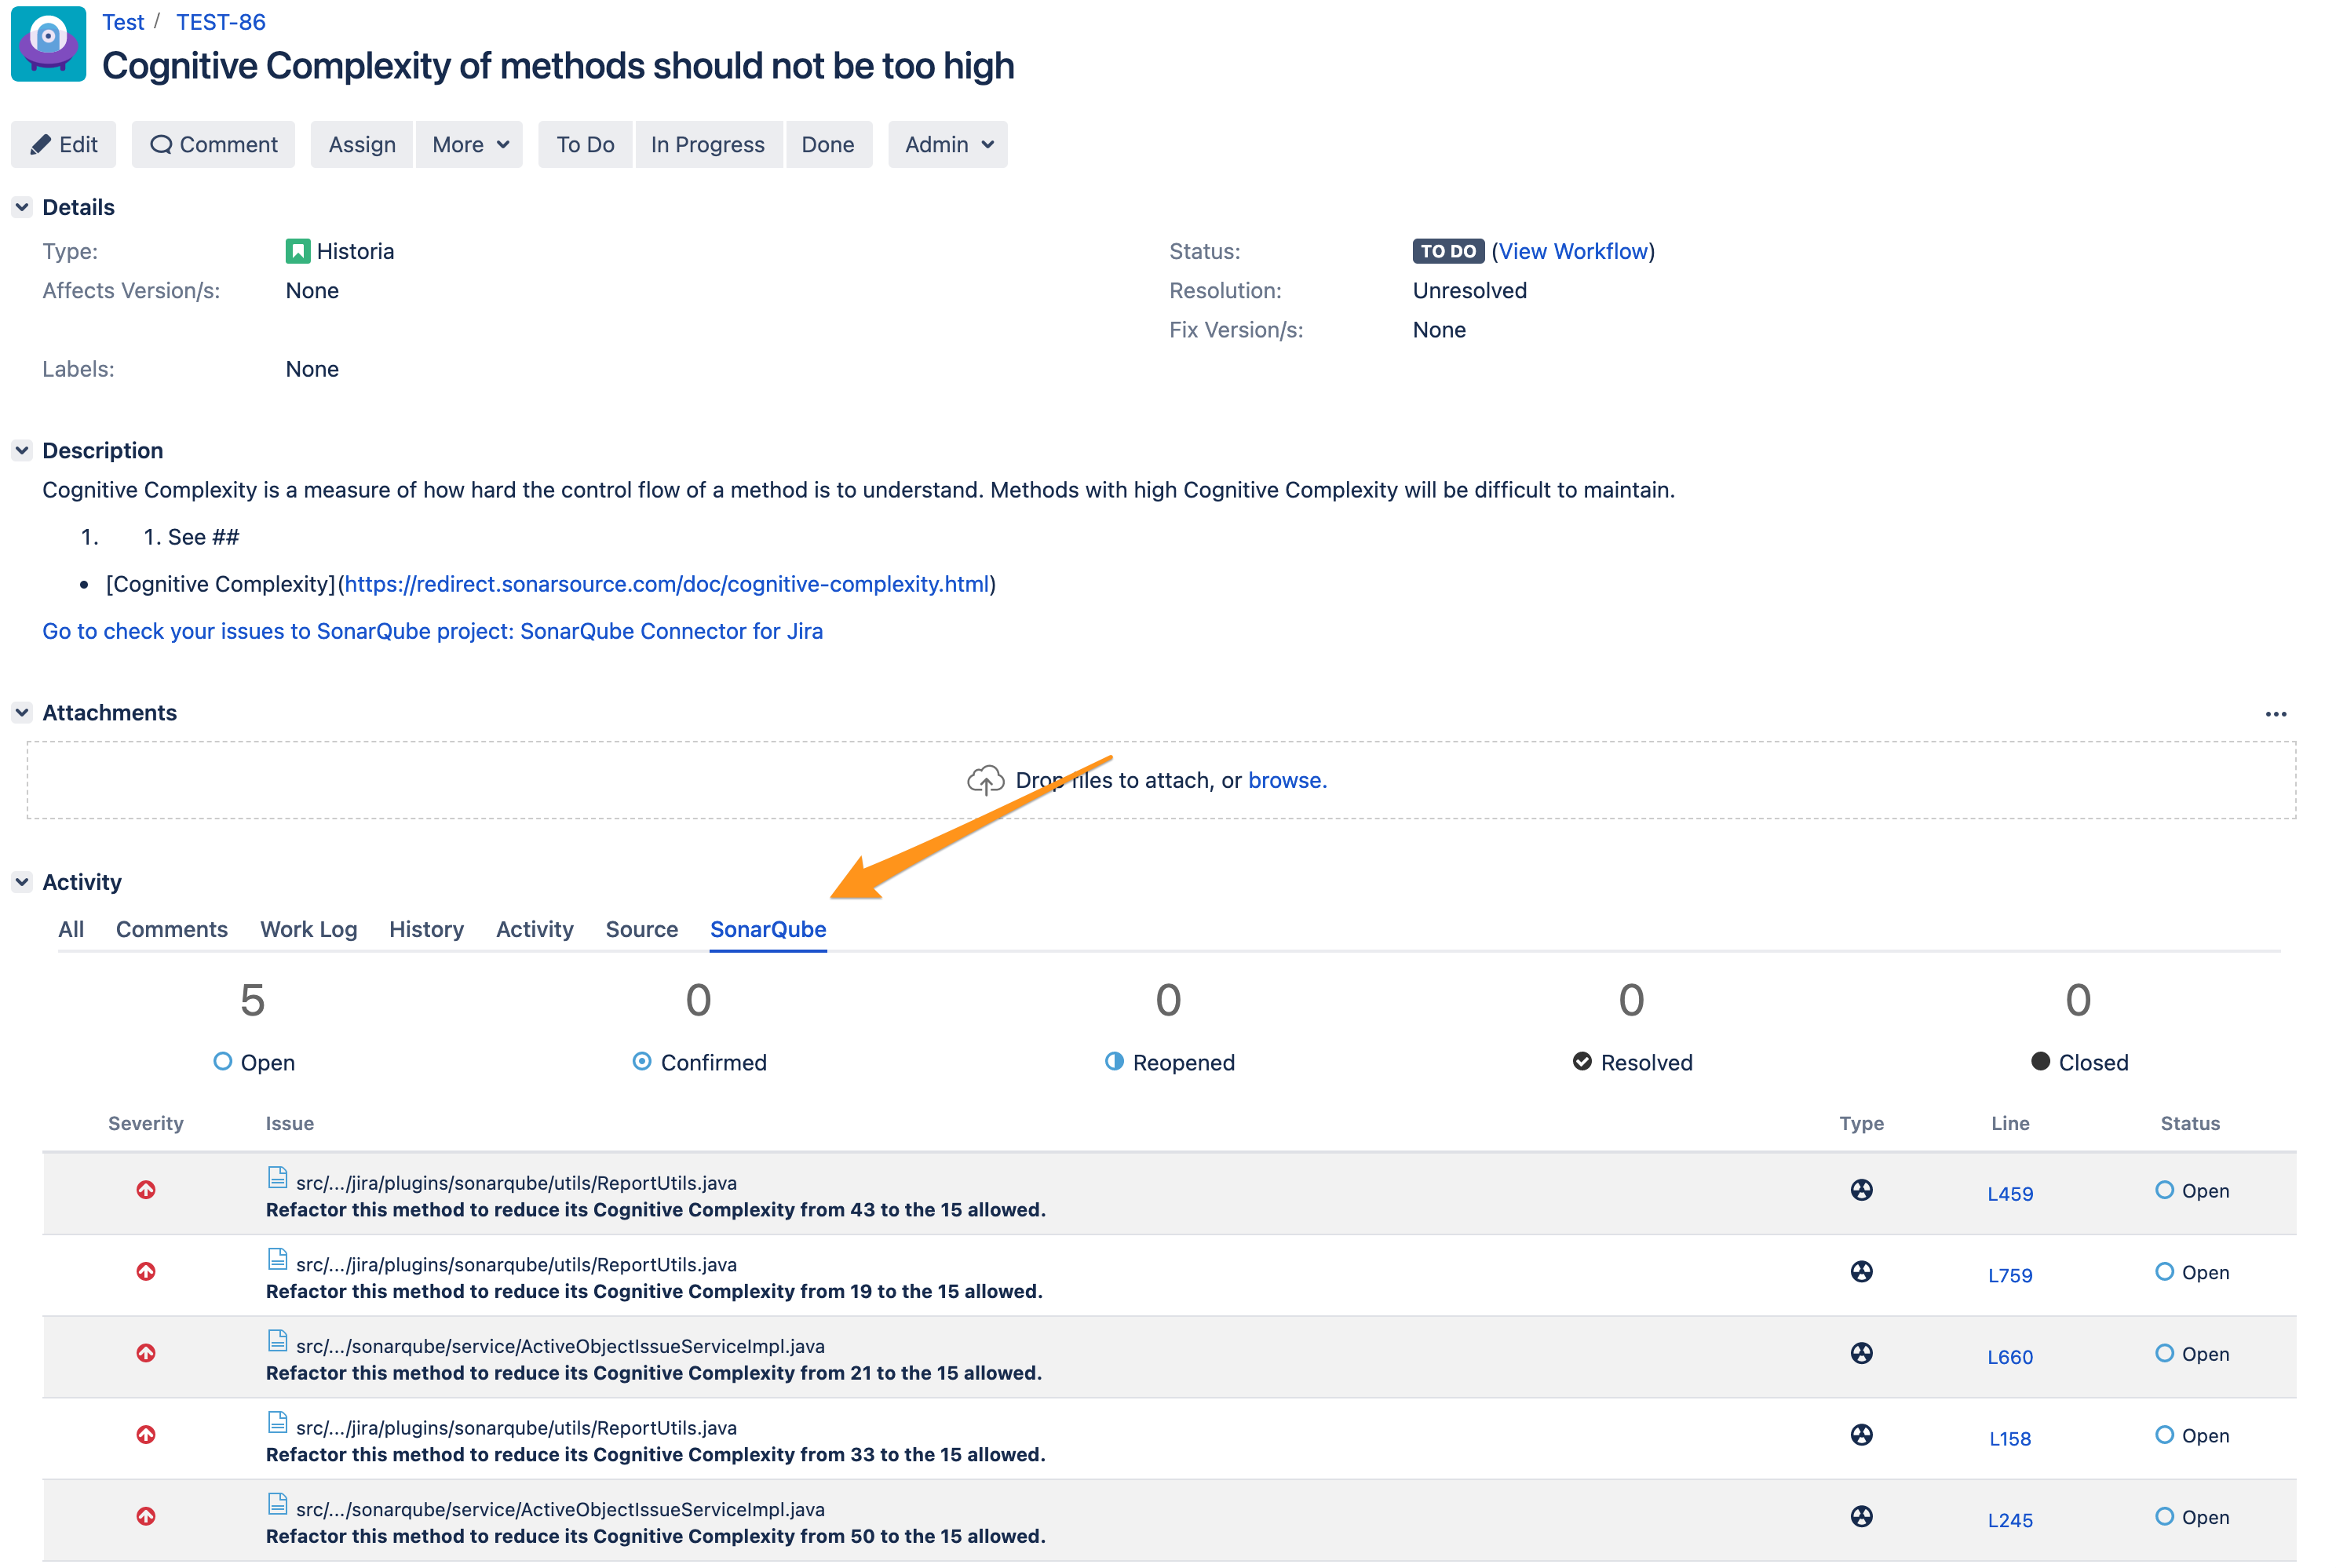 Test / TEST-86
Cognitive Complexity of methods should not be too high
Edit Comment Assign More To Do In Progress Done Admin
Details
Type: Historia Status: TO DO (View Workflow)
Affects Version/s: None Resolution: Unresolved
Fix Version/s: None
Labels: None
Description
Cognitive Complexity is a measure of how hard the control flow of a method is to understand. Methods with high Cognitive Complexity will be difficult to maintain.
1. 1. See ##
• [Cognitive Complexity](https://redirect.sonarsource.com/doc/cognitive-complexity.html)
Go to check your issues to SonarQube project: SonarQube Connector for Jira
Attachments
Drop files to attach, or browse.
Activity
All Comments Work Log History Activity Source SonarQube
5 0 0 0 0
Open Confirmed Reopened Resolved Closed
Severity Issue Type Line Status
src/.../jira/plugins/sonarqube/utils/ReportUtils.java
Refactor this method to reduce its Cognitive Complexity from 43 to the 15 allowed. L459 Open
src/.../jira/plugins/sonarqube/utils/ReportUtils.java
Refactor this method to reduce its Cognitive Complexity from 19 to the 15 allowed. L759 Open
src/.../sonarqube/service/ActiveObjectIssueServiceImpl.java
Refactor this method to reduce its Cognitive Complexity from 21 to the 15 allowed. L660 Open
src/.../jira/plugins/sonarqube/utils/ReportUtils.java
Refactor this method to reduce its Cognitive Complexity from 33 to the 15 allowed. L158 Open
src/.../sonarqube/service/ActiveObjectIssueServiceImpl.java
Refactor this method to reduce its Cognitive Complexity from 50 to the 15 allowed. L245 Open